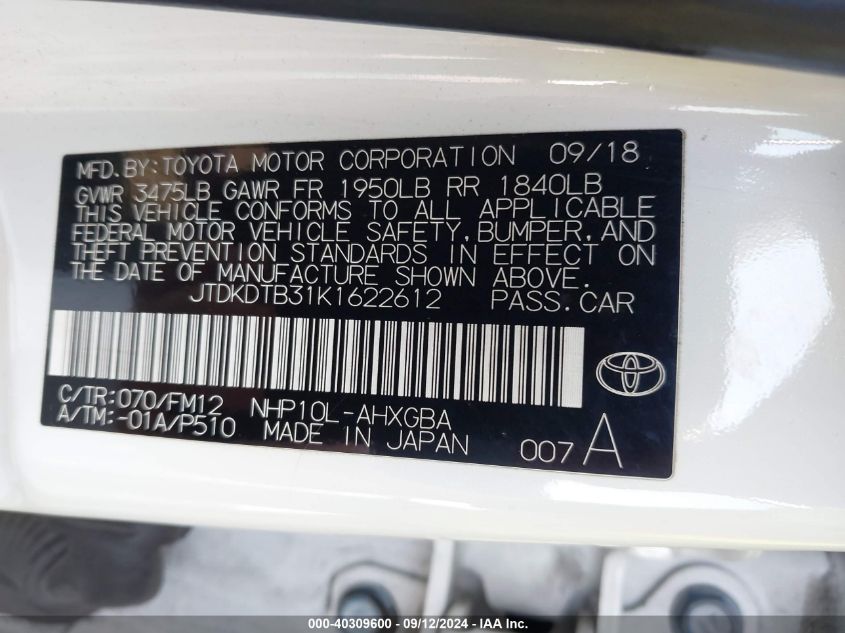 MFD. BY: TOYOTA MOTOR CORPORATION 09/18
GVWR 3475LB GAWR FR 1950LB RR 1840LB
THIS VEHICLE CONFORMS TO ALL APPLICABLE
FEDERAL MOTOR VEHICLE SAFETY, BUMPER, AND
THEFT PREVENTION STANDARDS IN EFFECT ON
THE DATE OF MANUFACTURE SHOWN ABOVE.
JTDKDTB31K1622612 PASS. CAR
C/TR: 070/FM12 NHP10L-AHXGBA
A/TM: -01A/P510 MADE IN JAPAN 007 A
000-40309600 - 09/12/2024 - IAA Inc.